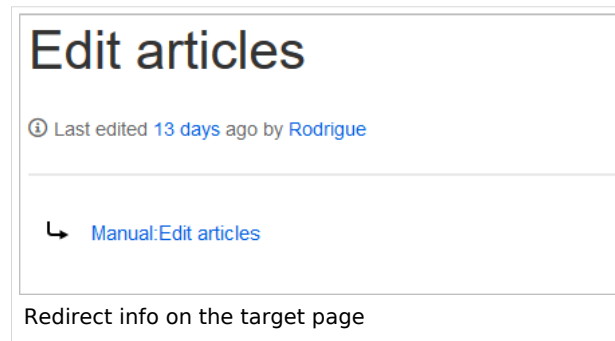 Edit articles
Last edited 13 days ago by Rodrigue
Manual:Edit articles
Redirect info on the target page